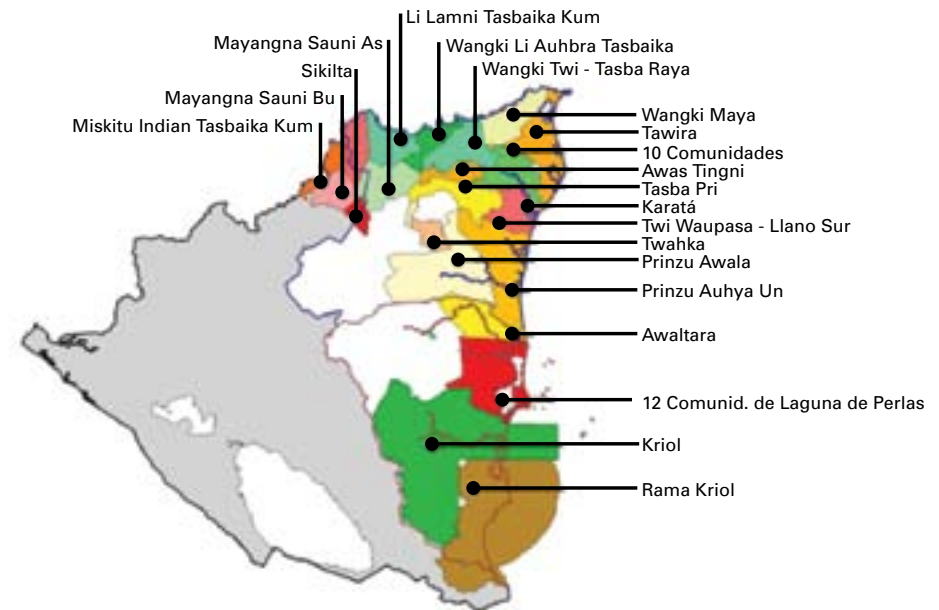 Li Lamni Tasbaika Kum
Mayangna Sauni As
Wangki Li Auhbra Tasbaika
Sikilta
Wangki Twi - Tasba Raya
Mayangna Sauni Bu
Miskitu Indian Tasbaika Kum
Wangki Maya
Tawira
10 Comunidades
Awas Tingni
Tasba Pri
Karatá
Twi Waupasa - Llano Sur
Twahka
Prinzu Awala
Prinzu Auhya Un
Awaltara
12 Comunid. de Laguna de Perlas
Kriol
Rama Kriol